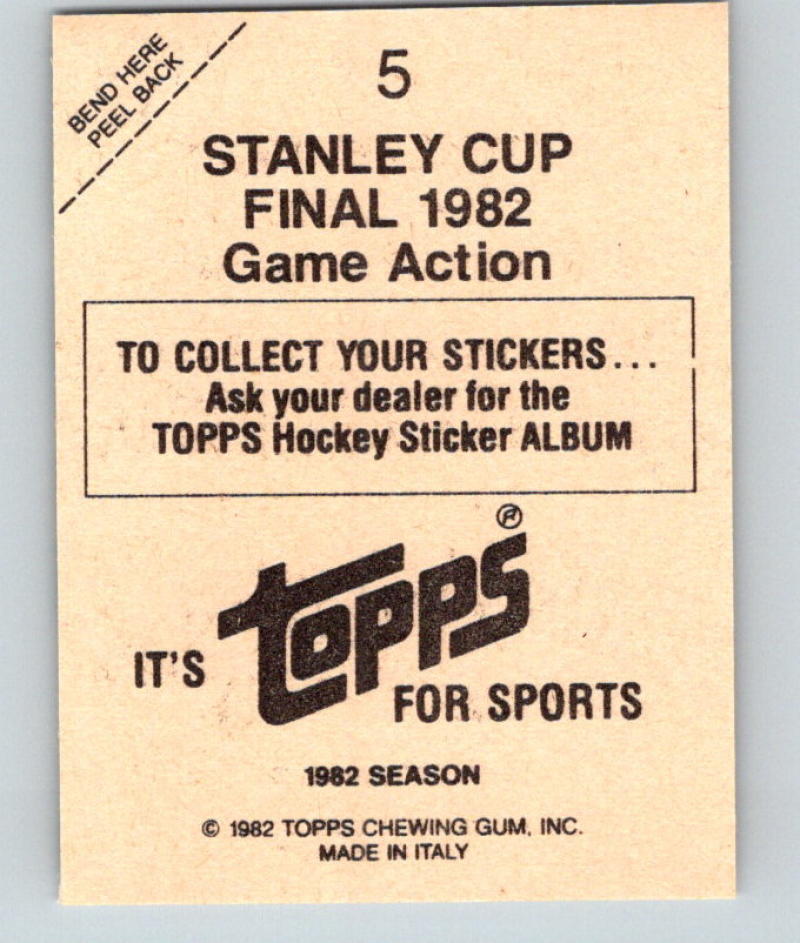 BEND HERE
PEEL BACK
5
STANLEY CUP
FINAL 1982
Game Action
TO COLLECT YOUR STICKERS...
Ask your dealer for the
TOPPS Hockey Sticker ALBUM
IT'S topps® FOR SPORTS
1982 SEASON
© 1982 TOPPS CHEWING GUM, INC.
MADE IN ITALY